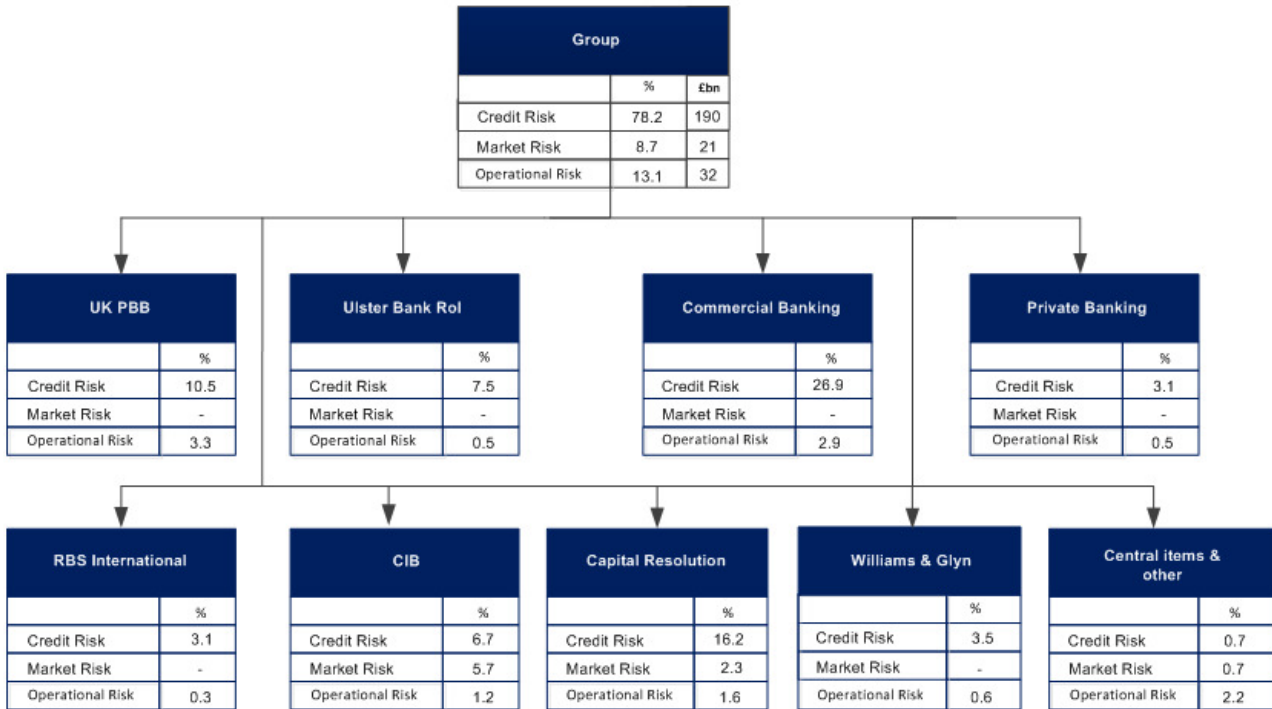 Group
% £bn
Credit Risk 78.2 190
Market Risk 8.7 21
Operational Risk 13.1 32
UK PBB
%
Credit Risk 10.5
Market Risk -
Operational Risk 3.3
Ulster Bank RoI
%
Credit Risk 7.5
Market Risk -
Operational Risk 0.5
Commercial Banking
%
Credit Risk 26.9
Market Risk -
Operational Risk 2.9
Private Banking
%
Credit Risk 3.1
Market Risk -
Operational Risk 0.5
RBS International
%
Credit Risk 3.1
Market Risk -
Operational Risk 0.3
CIB
%
Credit Risk 6.7
Market Risk 5.7
Operational Risk 1.2
Capital Resolution
%
Credit Risk 16.2
Market Risk 2.3
Operational Risk 1.6
Williams & Glyn
%
Credit Risk 3.5
Market Risk -
Operational Risk 0.6
Central items &
other
%
Credit Risk 0.7
Market Risk 0.7
Operational Risk 2.2